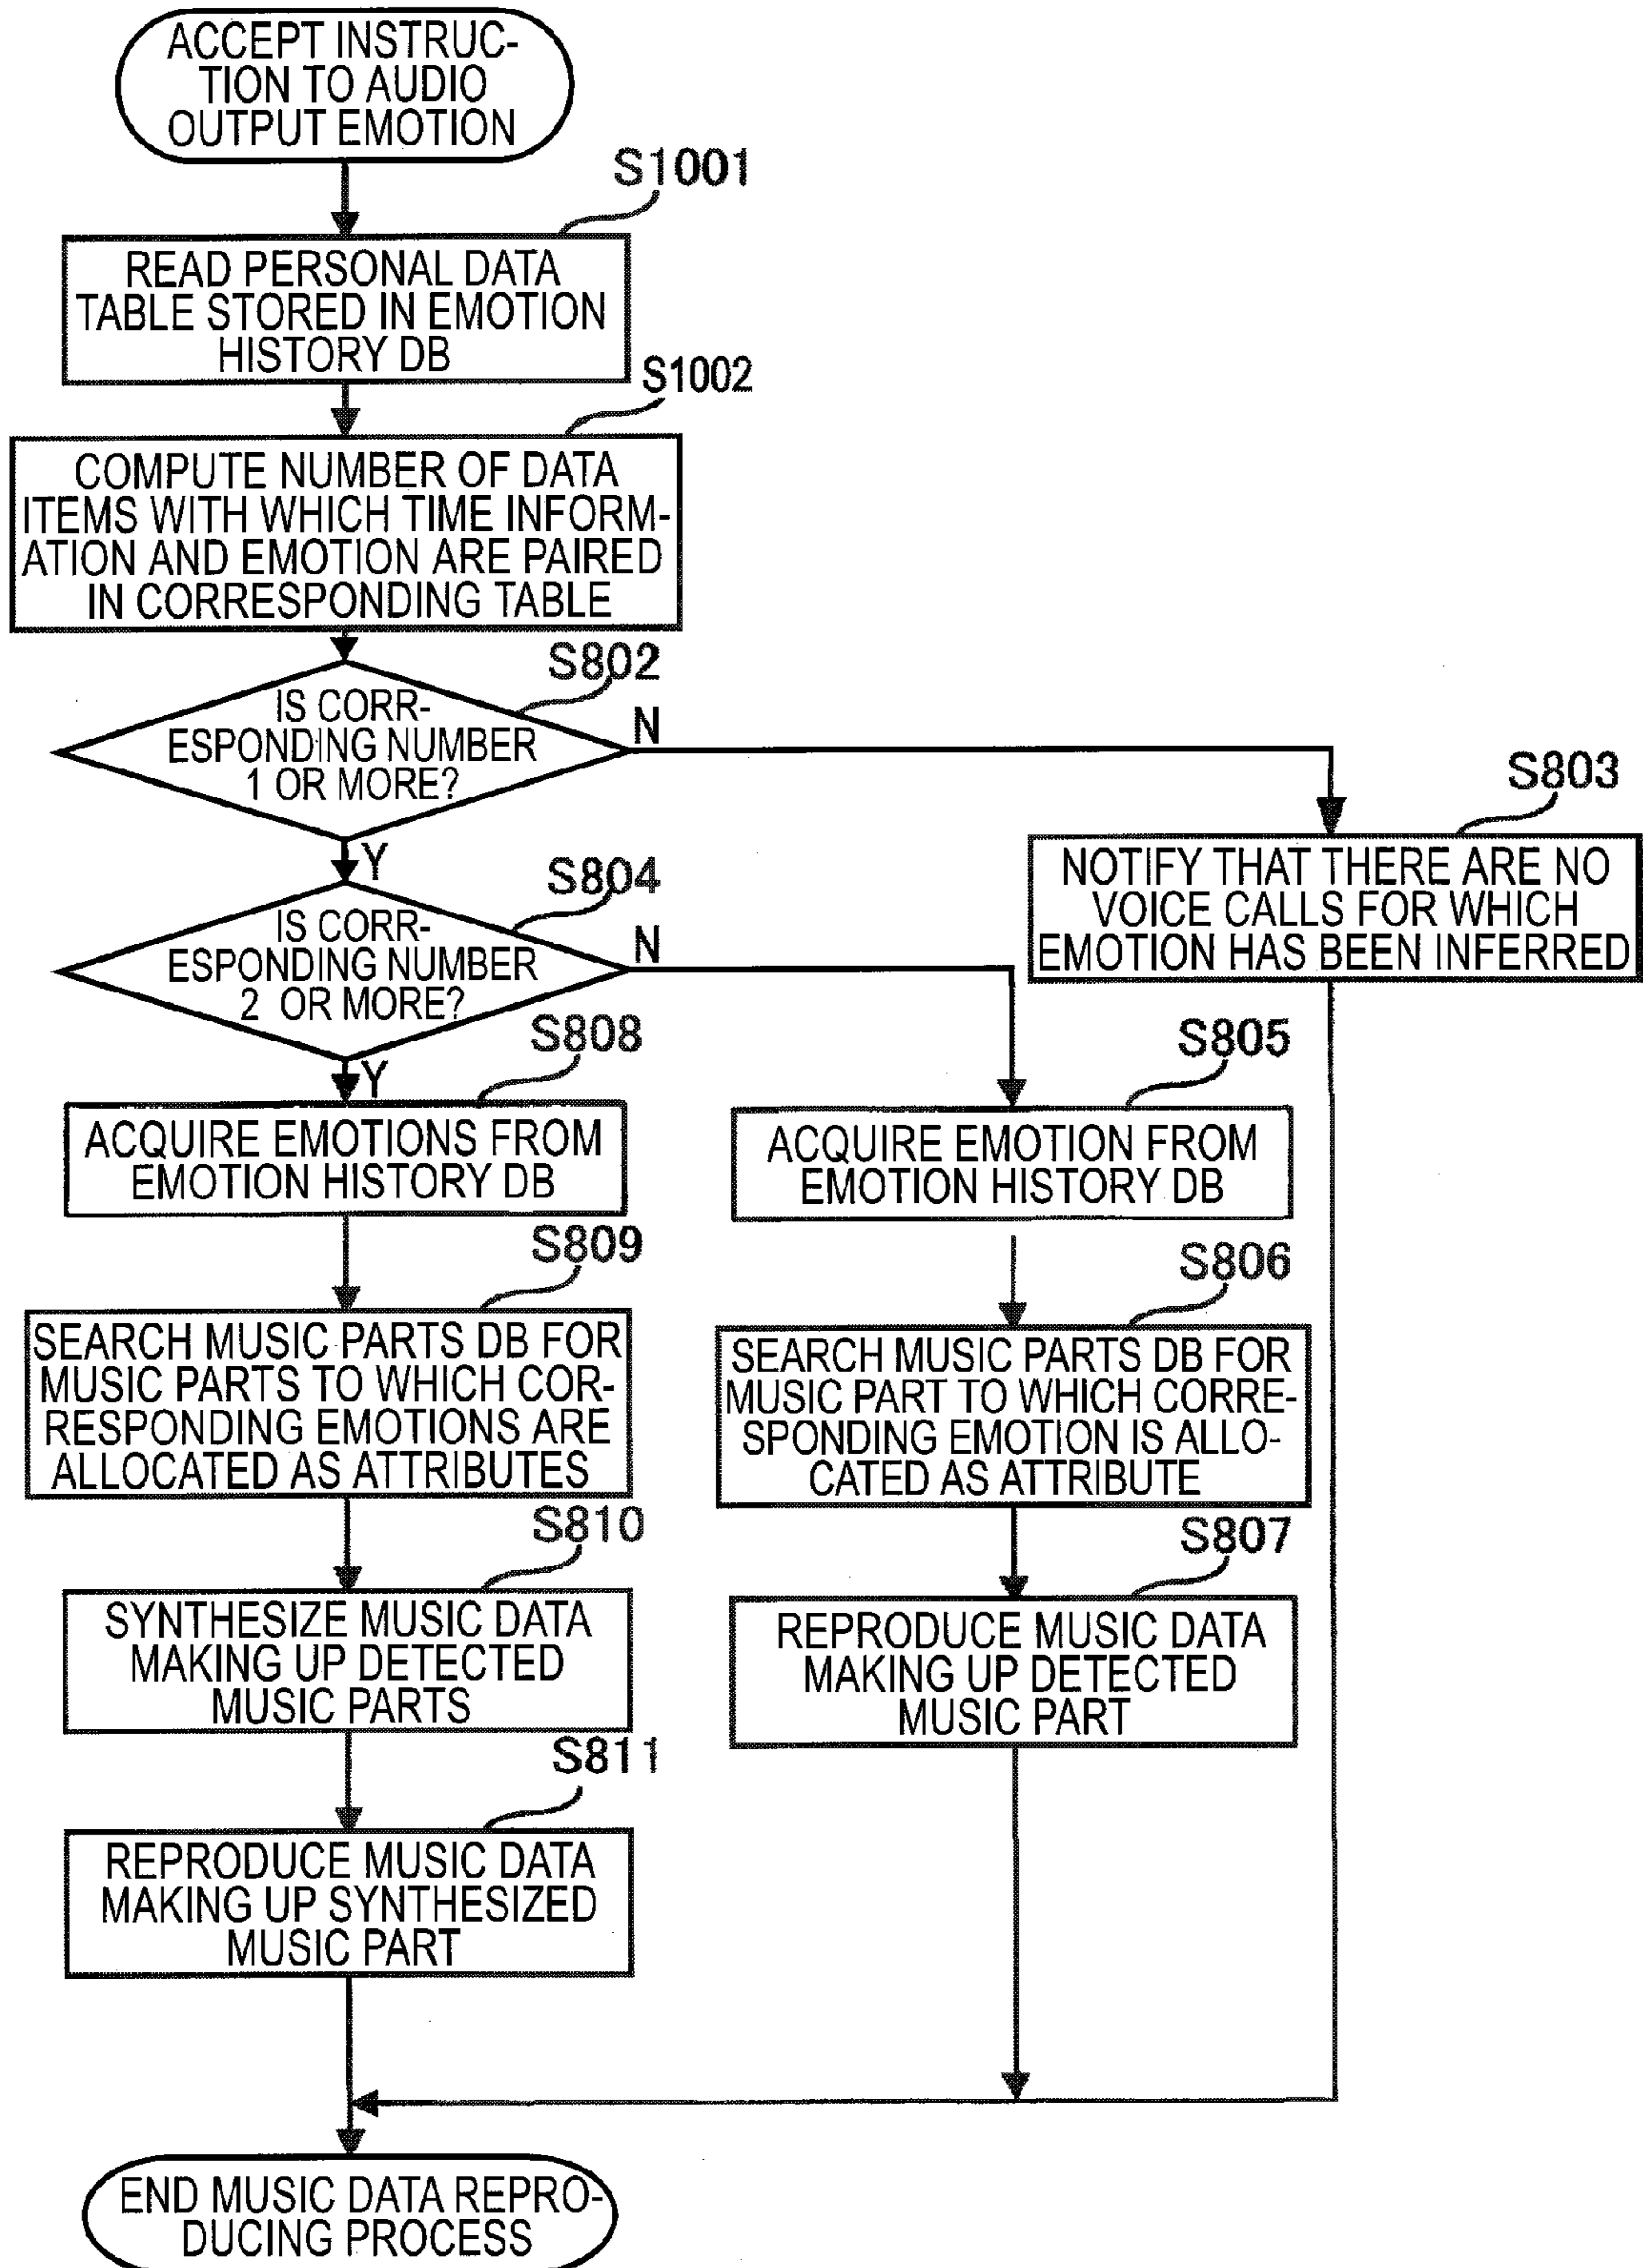 ACCEPT INSTRUC-
TION TO AUDIO
OUTPUT EMOTION
S1001
READ PERSONAL DATA
TABLE STORED IN EMOTION
HISTORY DB
S1002
COMPUTE NUMBER OF DATA
ITEMS WITH WHICH TIME INFORM-
ATION AND EMOTION ARE PAIRED
IN CORRESPONDING TABLE
S802
IS CORR-
ESPONDING NUMBER
1 OR MORE?
N
Y
S803
NOTIFY THAT THERE ARE NO
VOICE CALLS FOR WHICH
EMOTION HAS BEEN INFERRED
S804
IS CORR-
ESPONDING NUMBER
2 OR MORE?
N
Y
S808
ACQUIRE EMOTIONS FROM
EMOTION HISTORY DB
S809
SEARCH MUSIC PARTS DB FOR
MUSIC PARTS TO WHICH COR-
RESPONDING EMOTIONS ARE
ALLOCATED AS ATTRIBUTES
S810
SYNTHESIZE MUSIC DATA
MAKING UP DETECTED
MUSIC PARTS
S811
REPRODUCE MUSIC DATA
MAKING UP SYNTHESIZED
MUSIC PART
S805
ACQUIRE EMOTION FROM
EMOTION HISTORY DB
S806
SEARCH MUSIC PARTS DB FOR
MUSIC PART TO WHICH CORRE-
SPONDING EMOTION IS ALLO-
CATED AS ATTRIBUTE
S807
REPRODUCE MUSIC DATA
MAKING UP DETECTED
MUSIC PART
END MUSIC DATA REPRO-
DUCING PROCESS